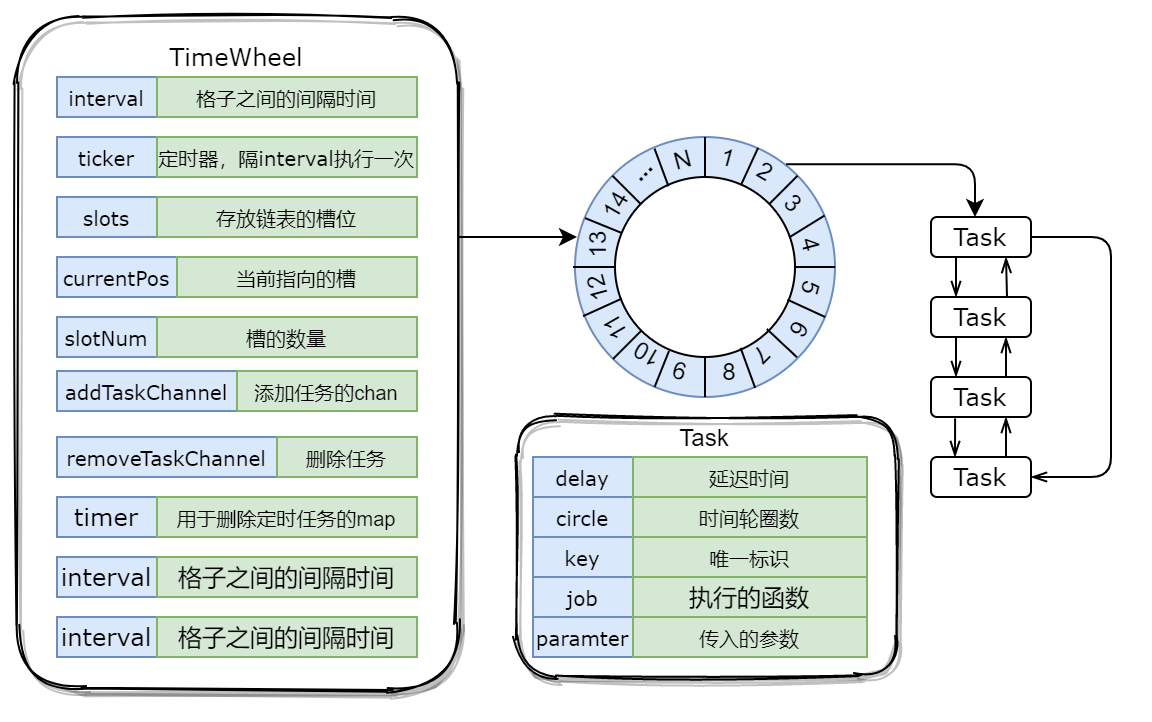 TimeWheel
interval 格子之间的间隔时间
ticker 定时器，隔interval执行一次
slots 存放链表的槽位
currentPos 当前指向的槽
slotNum 槽的数量
addTaskChannel 添加任务的chan
removeTaskChannel 删除任务
timer 用于删除定时任务的map
interval 格子之间的间隔时间
interval 格子之间的间隔时间
1
2
3
4
5
6
7
8
9
10
11
12
13
14
...
N
Task
Task
Task
Task
Task
delay 延迟时间
circle 时间轮圈数
key 唯一标识
job 执行的函数
paramter 传入的参数